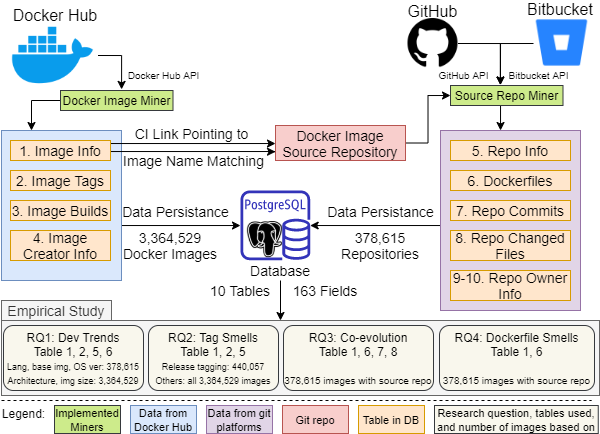 Docker Hub
GitHub
Bitbucket
Docker Hub API
GitHub API
Bitbucket API
Docker Image Miner
Source Repo Miner
1. Image Info
2. Image Tags
3. Image Builds
4. Image
Creator Info
CI Link Pointing to
Image Name Matching
Docker Image
Source Repository
5. Repo Info
6. Dockerfiles
7. Repo Commits
8. Repo Changed
Files
9-10. Repo Owner
Info
Data Persistance
3,364,529
Docker Images
PostgreSQL
Database
Data Persistance
378,615
Repositories
10 Tables
163 Fields
Empirical Study
RQ1: Dev Trends
Table 1, 2, 5, 6
Lang, base img, OS ver: 378,615
Architecture, img size: 3,364,529
RQ2: Tag Smells
Table 1, 2, 5
Release tagging: 440,057
Others: all 3,364,529 images
RQ3: Co-evolution
Table 1, 6, 7, 8
378,615 images with source repo
RQ4: Dockerfile Smells
Table 1, 6
378,615 images with source repo
Legend:
Implemented
Miners
Data from
Docker Hub
Data from git
platforms
Git repo
Table in DB
Research question, tables used,
and number of images based on